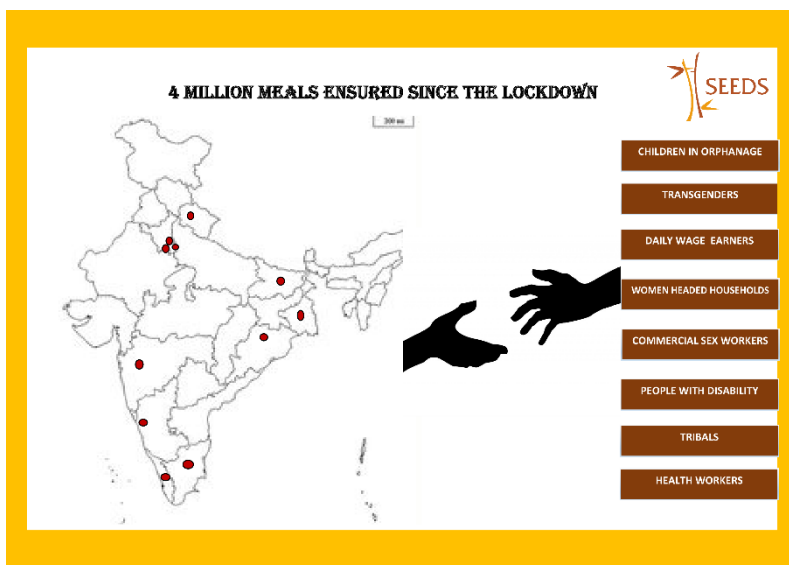 4 MILLION MEALS ENSURED SINCE THE LOCKDOWN
SEEDS
CHILDREN IN ORPHANAGE
TRANSGENDERS
DAILY WAGE EARNERS
WOMEN HEADED HOUSEHOLDS
COMMERCIAL SEX WORKERS
PEOPLE WITH DISABILITY
TRIBALS
HEALTH WORKERS